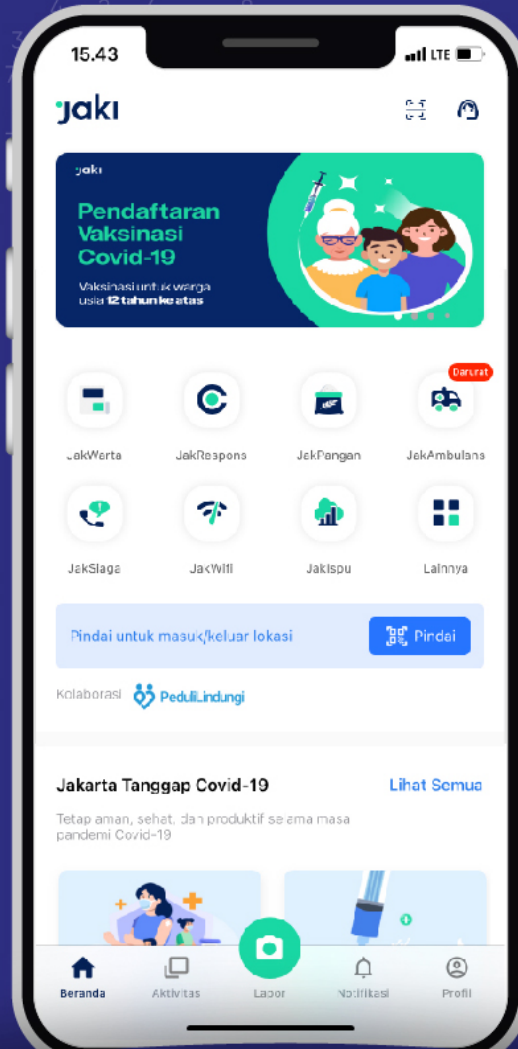 15.43
LTE
jaki
jaki
Pendaftaran
Vaksinasi
Covid-19
Vaksinasi untuk warga
usia 12 tahun ke atas
Darurat
JakWarta JakRespons JakPangan JakAmbulans
JakSiaga JakWifi JakIspu Lainnya
Pindai untuk masuk/keluar lokasi Pindai
Kolaborasi PeduliLindungi
Jakarta Tanggap Covid-19 Lihat Semua
Tetap aman, sehat, dan produktif selama masa
pandemi Covid-19
Beranda Aktivitas Lapor Notifikasi Profil